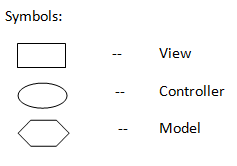 Symbols:
-- View
-- Controller
-- Model